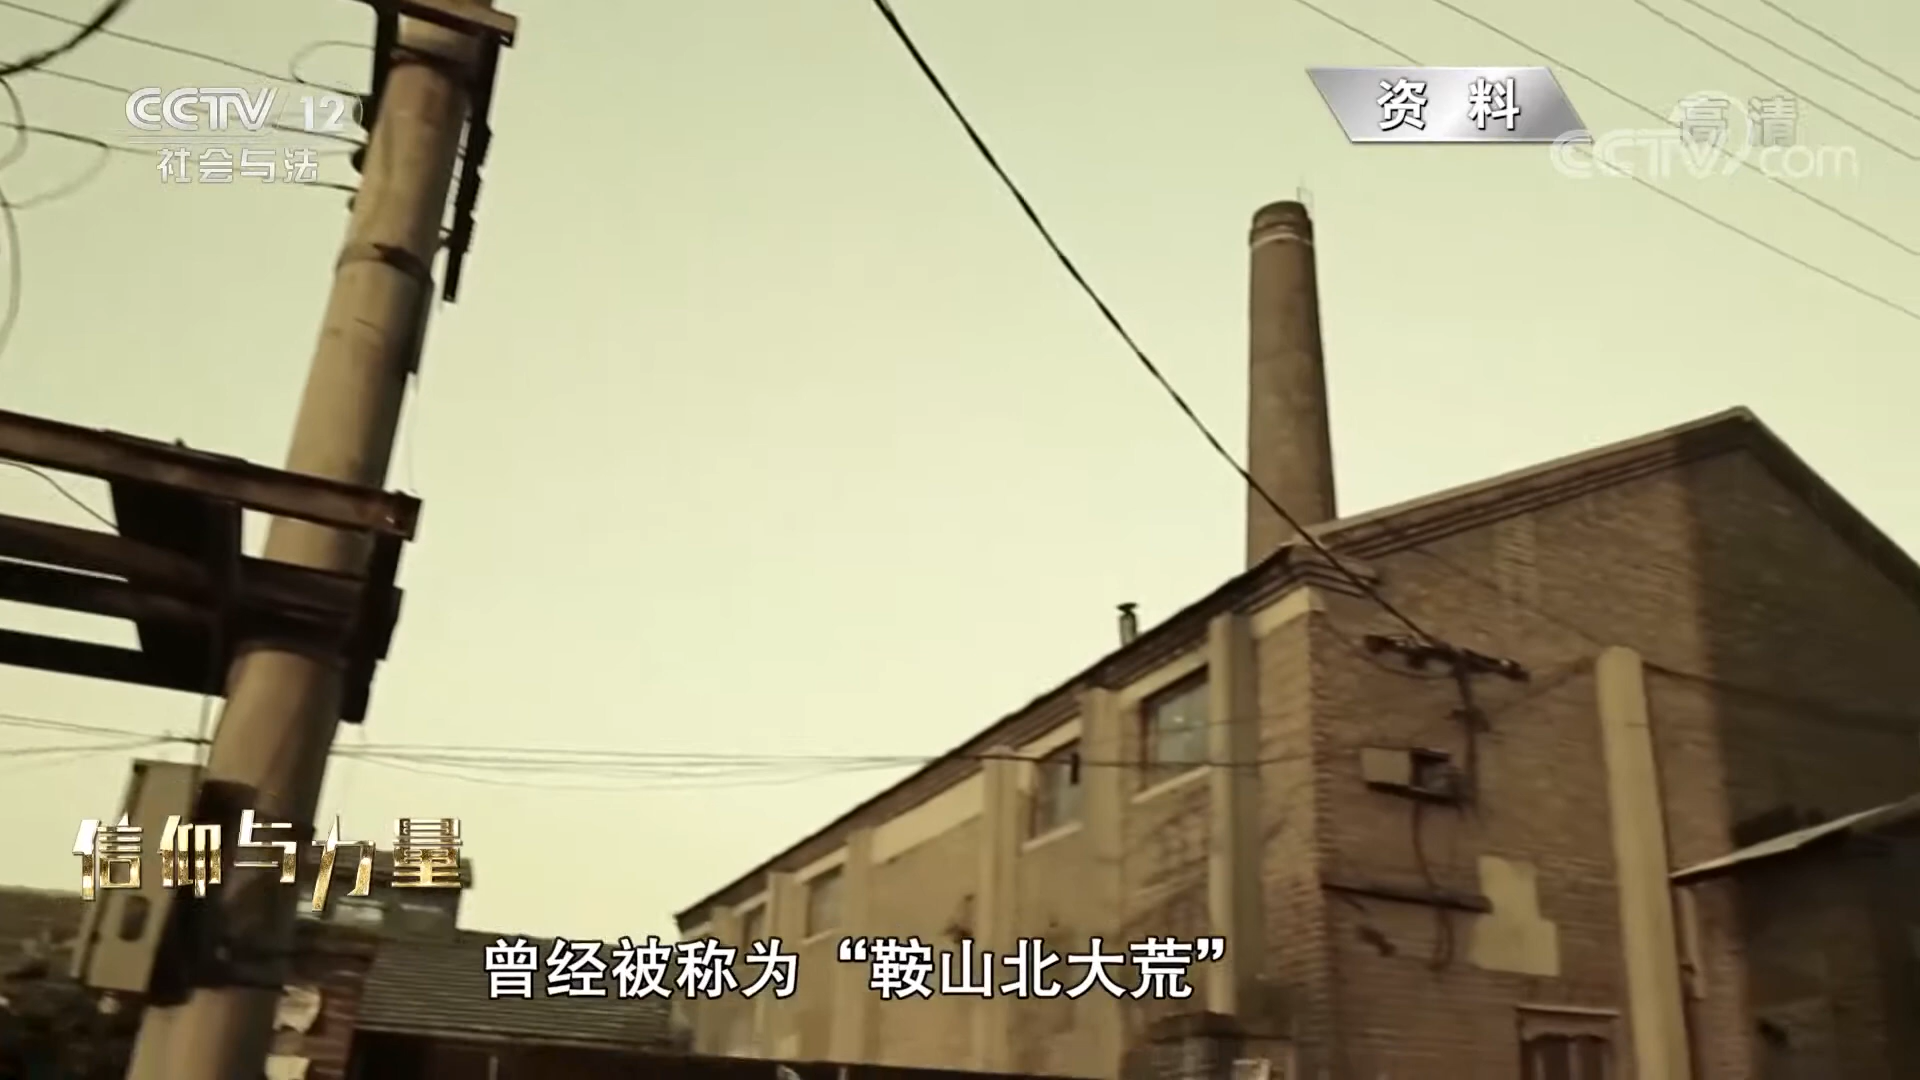 CCTV 12
社会与法
资 料
高清
CCTV.com
信仰与力量
曾经被称为“鞍山北大荒”